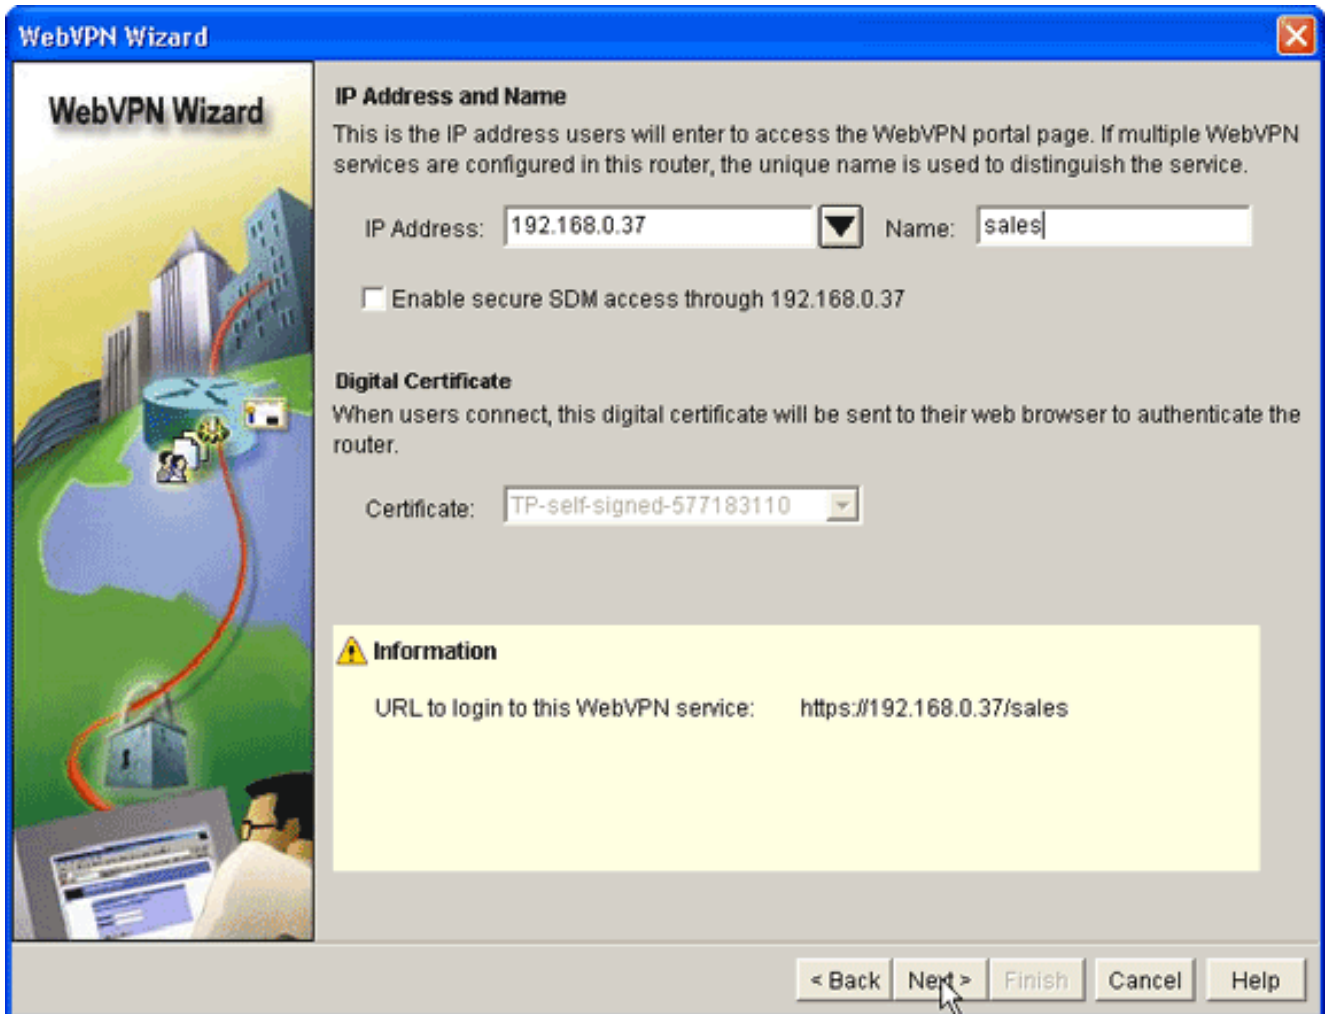 WebVPN Wizard
WebVPN Wizard
IP Address and Name
This is the IP address users will enter to access the WebVPN portal page. If multiple WebVPN
services are configured in this router, the unique name is used to distinguish the service.
IP Address: 192.168.0.37 Name: sales
Enable secure SDM access through 192.168.0.37
Digital Certificate
When users connect, this digital certificate will be sent to their web browser to authenticate the
router.
Certificate: TP-self-signed-577183110
Information
URL to login to this WebVPN service: https://192.168.0.37/sales
< Back Next > Finish Cancel Help